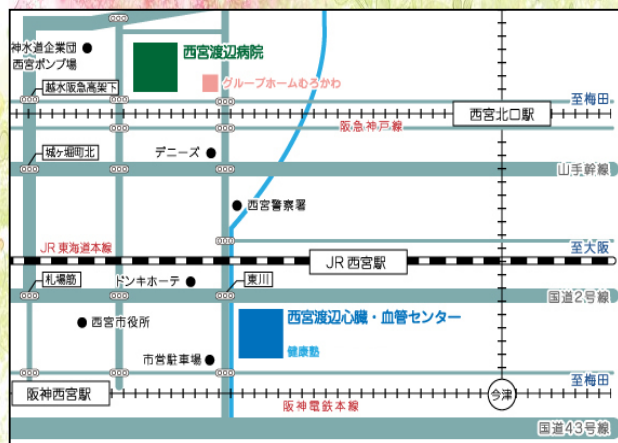 神水道企業団
西宮ポンプ場
西宮渡辺病院
グループホームむろかわ
越水阪急高架下
至梅田
西宮北口駅
阪急神戸線
城ヶ堀町北
デニーズ
山手幹線
西宮警察署
JR東海道本線
至大阪
JR西宮駅
札場筋
ドンキホーテ
東川
国道2号線
西宮渡辺心臓・血管センター
西宮市役所
健康塾
市営駐車場
至梅田
阪神西宮駅
今津
阪神電鉄本線
国道43号線